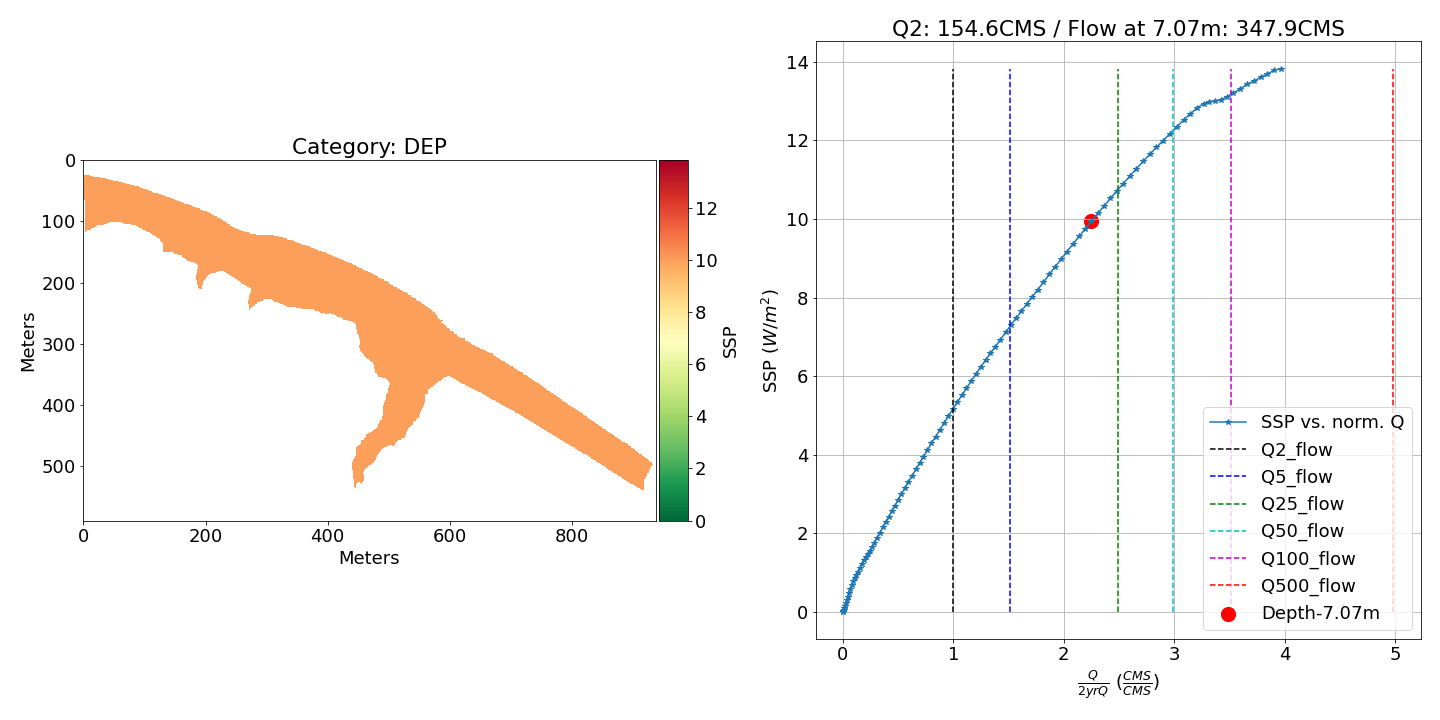 Category: DEP
0
100
200
300
400
500
Meters
0 200 400 600 800
Meters
12
10
8
6
4
2
0
SSP
Q2: 154.6CMS / Flow at 7.07m: 347.9CMS
14
12
10
8
6
4
2
0
SSP (W/m²)
0 1 2 3 4 5
Q/2yrQ (CMS/CMS)
SSP vs. norm. Q
Q2_flow
Q5_flow
Q25_flow
Q50_flow
Q100_flow
Q500_flow
Depth-7.07m